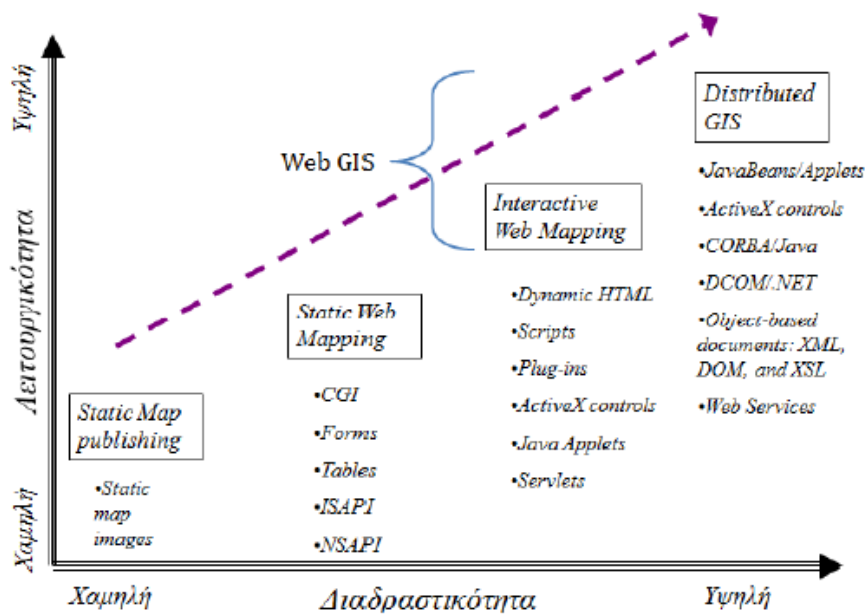 Υψηλή
Λειτουργικότητα
Χαμηλή
Web GIS
Static Map
publishing
•Static
map
images
Static Web
Mapping
•CGI
•Forms
•Tables
•ISAPI
•NSAPI
Interactive
Web Mapping
•Dynamic HTML
•Scripts
•Plug-ins
•ActiveX controls
•Java Applets
•Servlets
Distributed
GIS
•JavaBeans/Applets
•ActiveX controls
•CORBA/Java
•DCOM/.NET
•Object-based
documents: XML,
DOM, and XSL
•Web Services
Χαμηλή
Διαδραστικότητα
Υψηλή